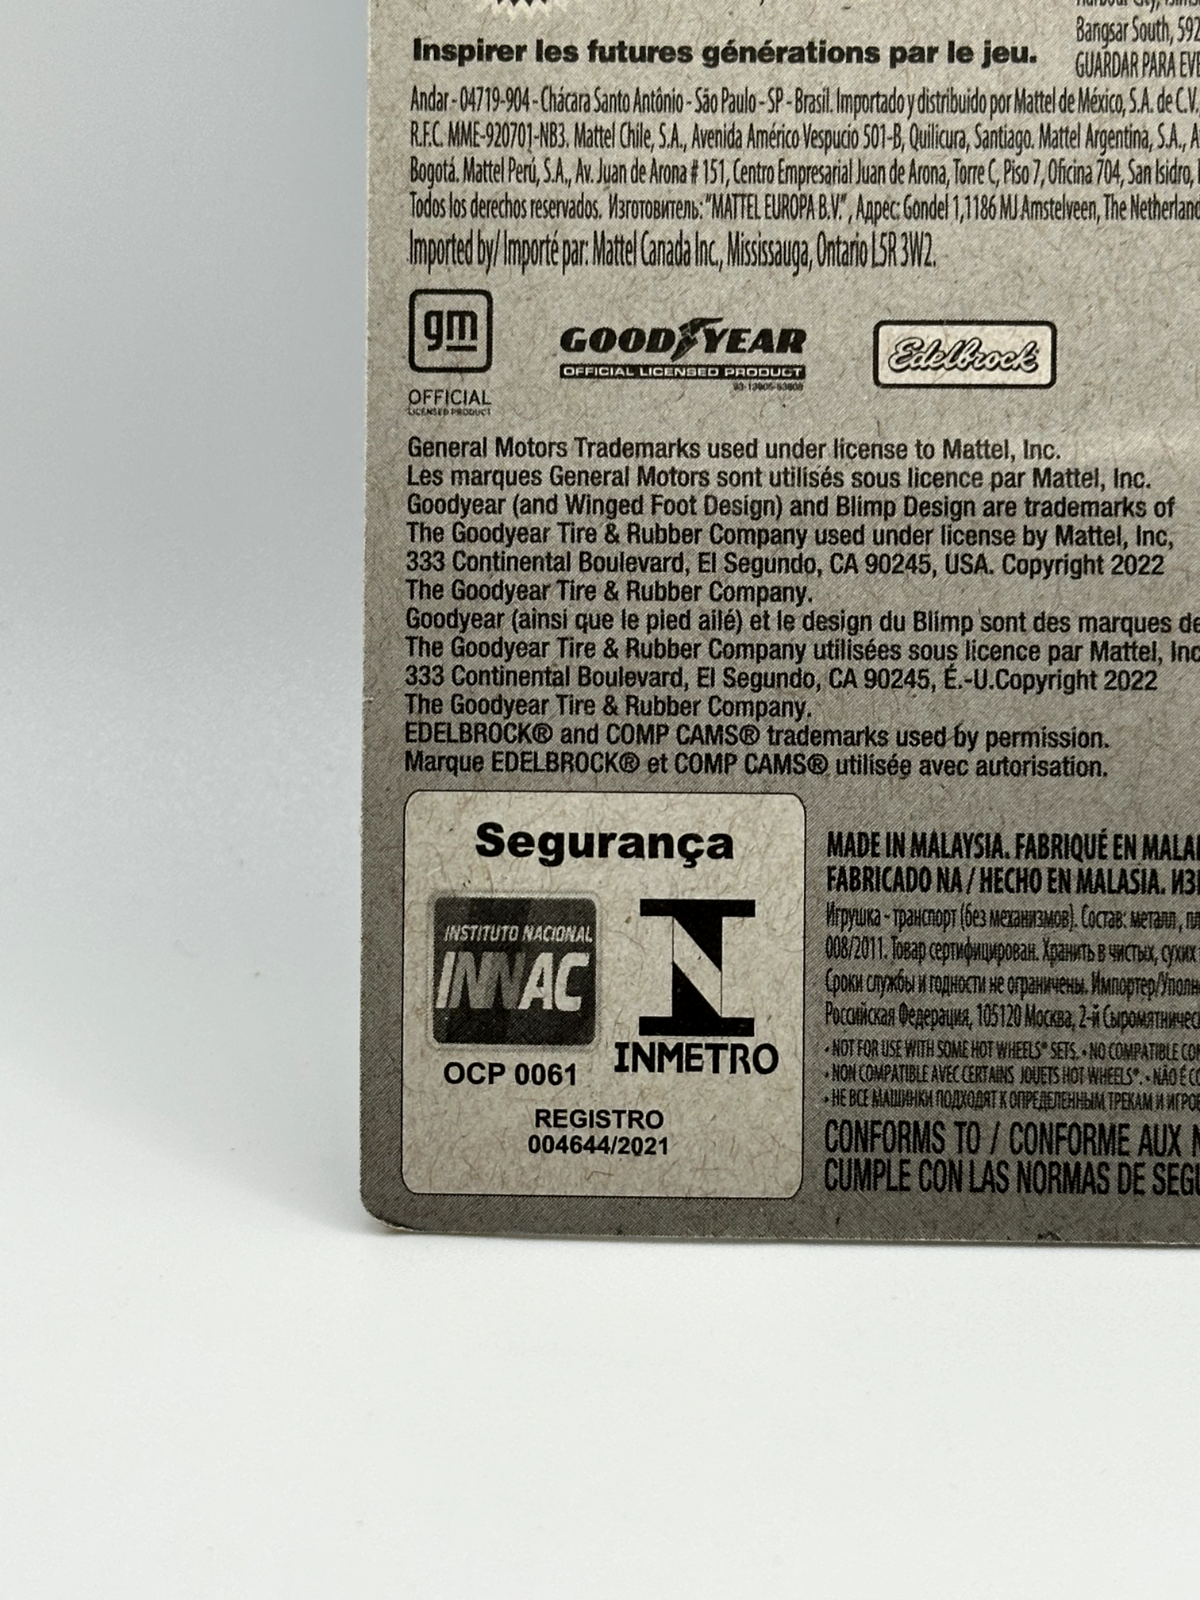 Harbour City,
Bangsar South, 592
GUARDAR PARA EVE
Inspirer les futures générations par le jeu.
Andar - 04719-904 - Chácara Santo Antônio - São Paulo - SP - Brasil. Importado y distribuido por Mattel de México, S.A. de C.V.
R.F.C. MME-920701-NB3. Mattel Chile, S.A., Avenida Américo Vespucio 501-B, Quilicura, Santiago. Mattel Argentina, S.A., A
Bogotá. Mattel Perú, S.A., Av. Juan de Arona # 151, Centro Empresarial Juan de Arona, Torre C, Piso 7, Oficina 704, San Isidro,
Todos los derechos reservados. Изготовитель: "MATTEL EUROPA B.V.", Адрес: Gondel 1, 1186 MJ Amstelveen, The Netherland
Imported by/ Importé par: Mattel Canada Inc., Mississauga, Ontario L5R 3W2.
gm
OFFICIAL
LICENSED PRODUCT
GOODYEAR
OFFICIAL LICENSED PRODUCT
Edelbrock
General Motors Trademarks used under license to Mattel, Inc.
Les marques General Motors sont utilisés sous licence par Mattel, Inc.
Goodyear (and Winged Foot Design) and Blimp Design are trademarks of
The Goodyear Tire & Rubber Company used under license by Mattel, Inc,
333 Continental Boulevard, El Segundo, CA 90245, USA. Copyright 2022
The Goodyear Tire & Rubber Company.
Goodyear (ainsi que le pied ailé) et le design du Blimp sont des marques de
The Goodyear Tire & Rubber Company utilisées sous licence par Mattel, Inc
333 Continental Boulevard, El Segundo, CA 90245, É.-U.Copyright 2022
The Goodyear Tire & Rubber Company.
EDELBROCK® and COMP CAMS® trademarks used by permission.
Marque EDELBROCK® et COMP CAMS® utilisée avec autorisation.
Segurança
INSTITUTO NACIONAL
INNAC
OCP 0061
INMETRO
REGISTRO
004644/2021
MADE IN MALAYSIA. FABRIQUÉ EN MALAI
FABRICADO NA / HECHO EN MALASIA. ИЗ
Игрушка - транспорт (без механизмов). Состав: металл, пл
008/2011. Товар сертифицирован. Хранить в чистых, сухих
Сроки службы и годности не ограничены. Импортер/Уполн
Российская Федерация, 105120 Москва, 2-й Сыромятничес
• NOT FOR USE WITH SOME HOT WHEELS® SETS. • NO COMPATIBLE CON
• NON COMPATIBLE AVEC CERTAINS JOUETS HOT WHEELS®. • NÃO É CO
• НЕ ВСЕ МАШИНКИ ПОДХОДЯТ К ОПРЕДЕЛЕННЫМ ТРЕКАМ И ИГРОВ
CONFORMS TO / CONFORME AUX N
CUMPLE CON LAS NORMAS DE SEGU